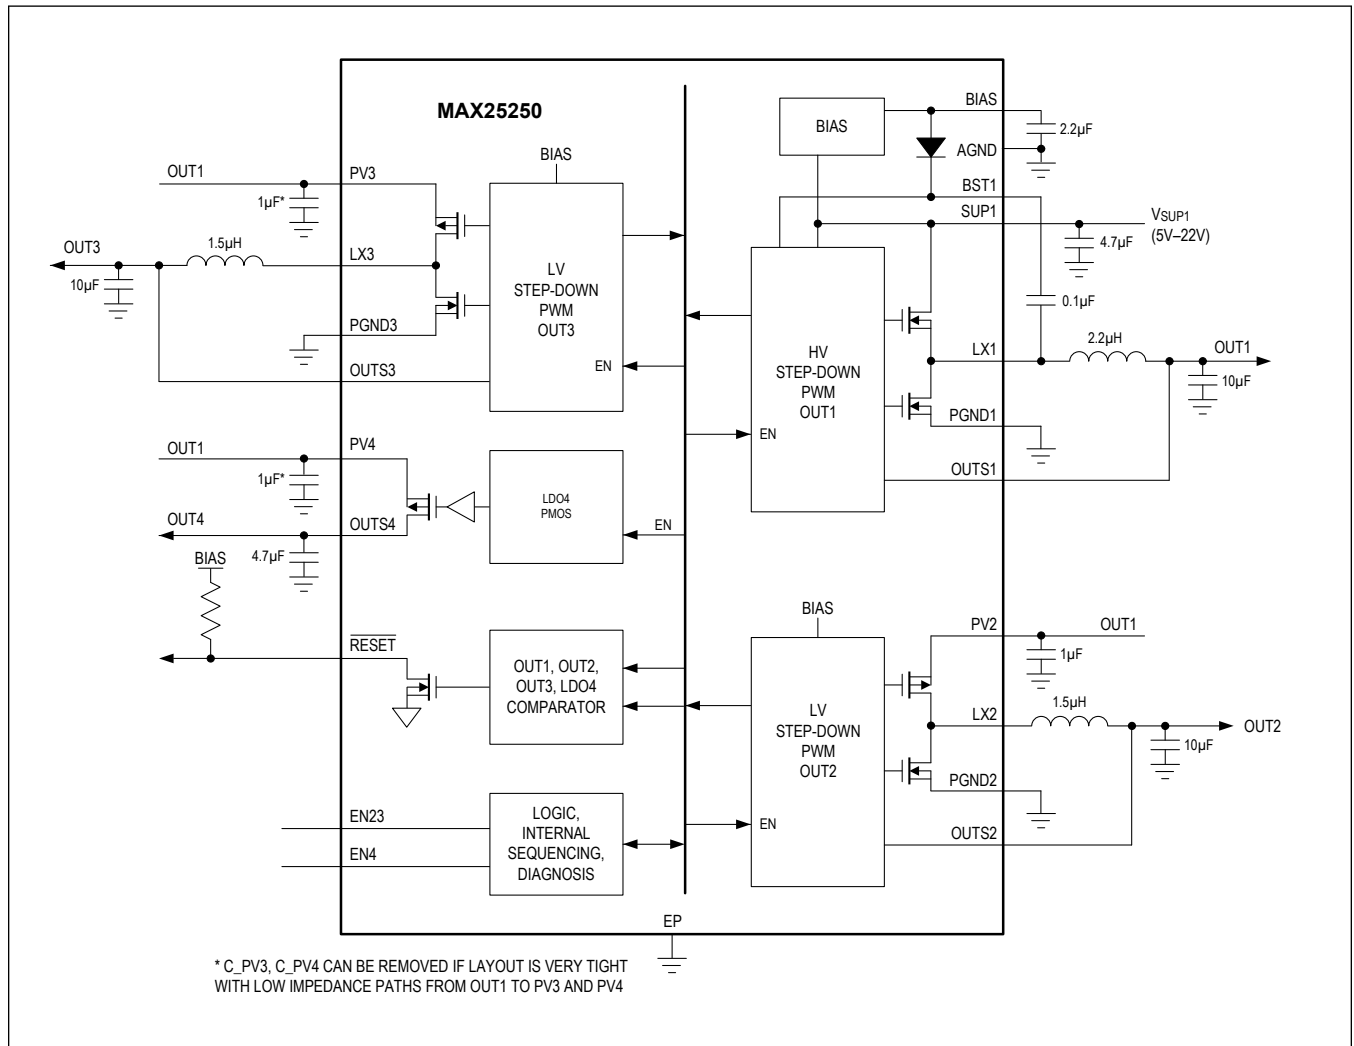 MAX25250
BIAS
OUT1
PV3
1µF*
OUT3
1.5µH
LX3
10µF
PGND3
OUTS3
LV
STEP-DOWN
PWM
OUT3
EN
OUT1
PV4
1µF*
LDO4
PMOS
EN
OUT4
OUTS4
4.7µF
BIAS
RESET
OUT1, OUT2,
OUT3, LDO4
COMPARATOR
EN23
EN4
LOGIC,
INTERNAL
SEQUENCING,
DIAGNOSIS
BIAS
BIAS
2.2µF
AGND
BST1
SUP1
VSUP1
(5V–22V)
4.7µF
0.1µF
HV
STEP-DOWN
PWM
OUT1
EN
LX1
2.2µH
OUT1
10µF
PGND1
OUTS1
BIAS
PV2
OUT1
1µF
LV
STEP-DOWN
PWM
OUT2
EN
LX2
1.5µH
OUT2
10µF
PGND2
OUTS2
EP
* C_PV3, C_PV4 CAN BE REMOVED IF LAYOUT IS VERY TIGHT
WITH LOW IMPEDANCE PATHS FROM OUT1 TO PV3 AND PV4